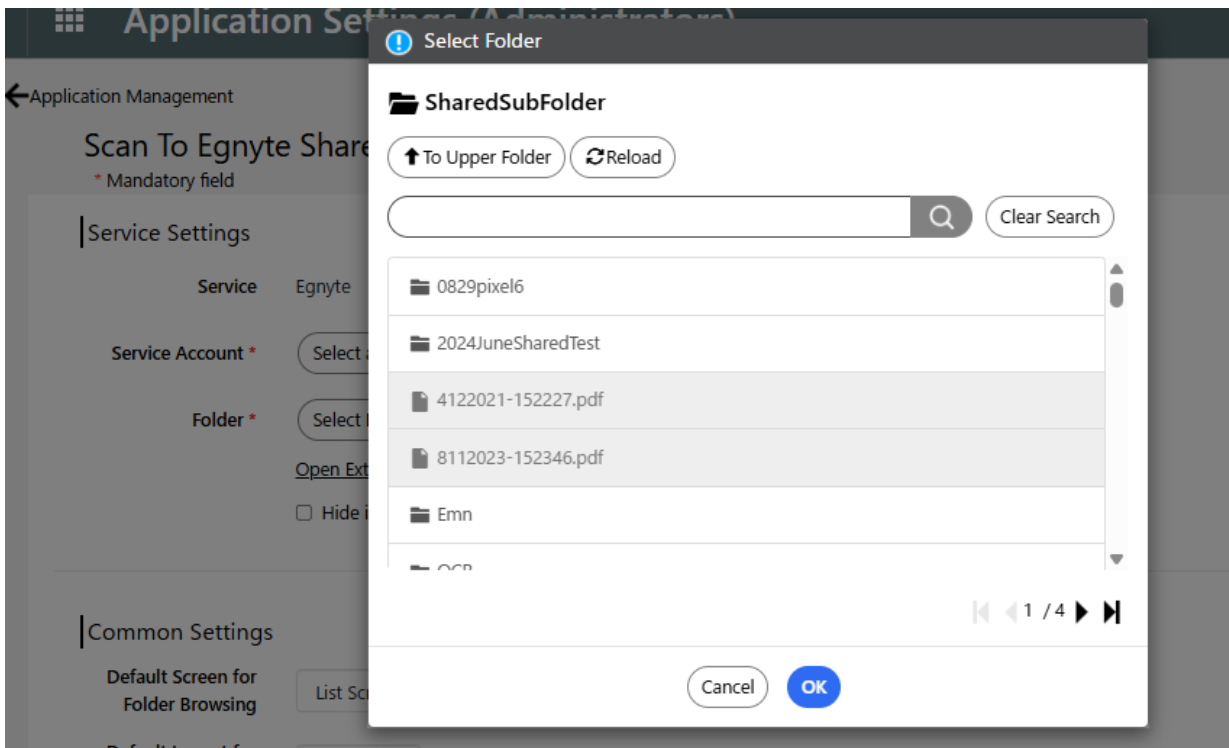 Application Settings (Administrators)
Select Folder
Application Management
Scan To Egnyte Share
* Mandatory field
Service Settings
Service Egnyte
Service Account * Select
Folder * Select
Open Ext
Hide
Common Settings
Default Screen for
Folder Browsing
List
SharedSubFolder
To Upper Folder Reload
Clear Search
0829pixel6
2024JuneSharedTest
4122021-152227.pdf
8112023-152346.pdf
Emn
1 / 4
Cancel OK